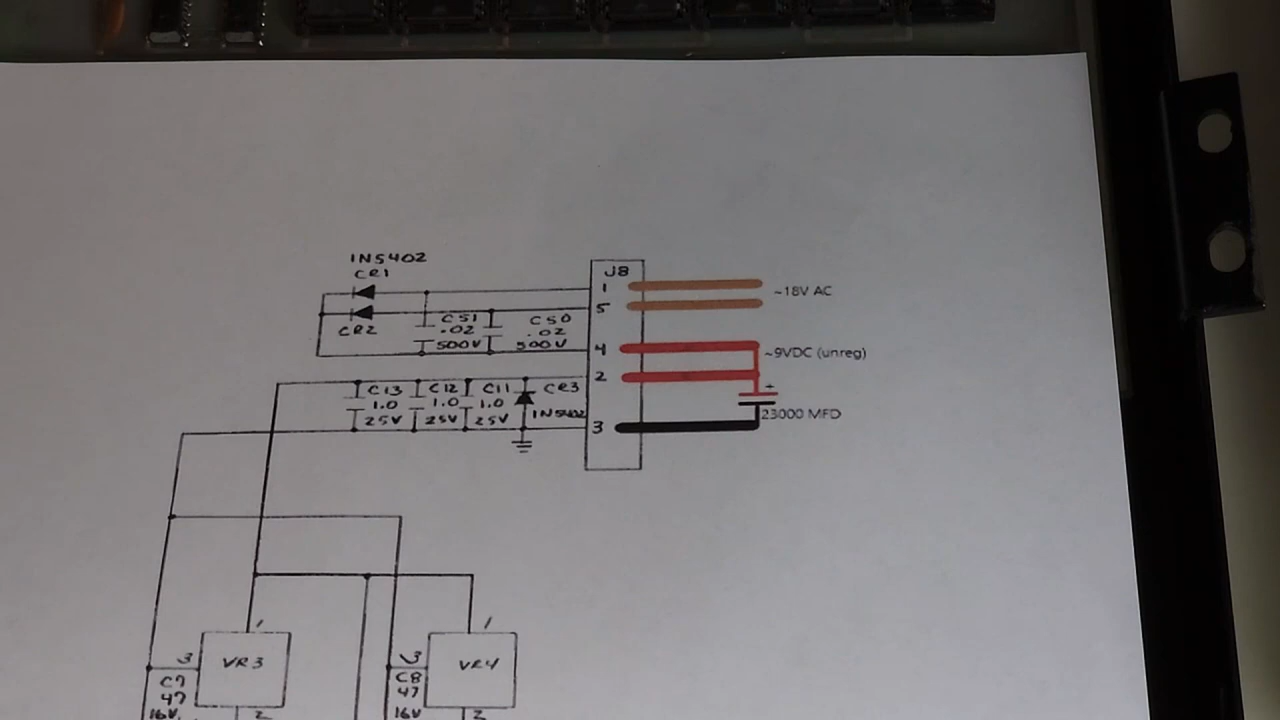 1N5402
CR1
CR2
C51
.02
500V
C50
.02
500V
J8
1
5
4
2
3
~18V AC
~9VDC (unreg)
+
23000 MFD
C13
1.0
25V
C12
1.0
25V
C11
1.0
25V
CR3
1N5402
1
3
VR3
C7
47
16V
2
1
3
VR4
C8
47
16V
2